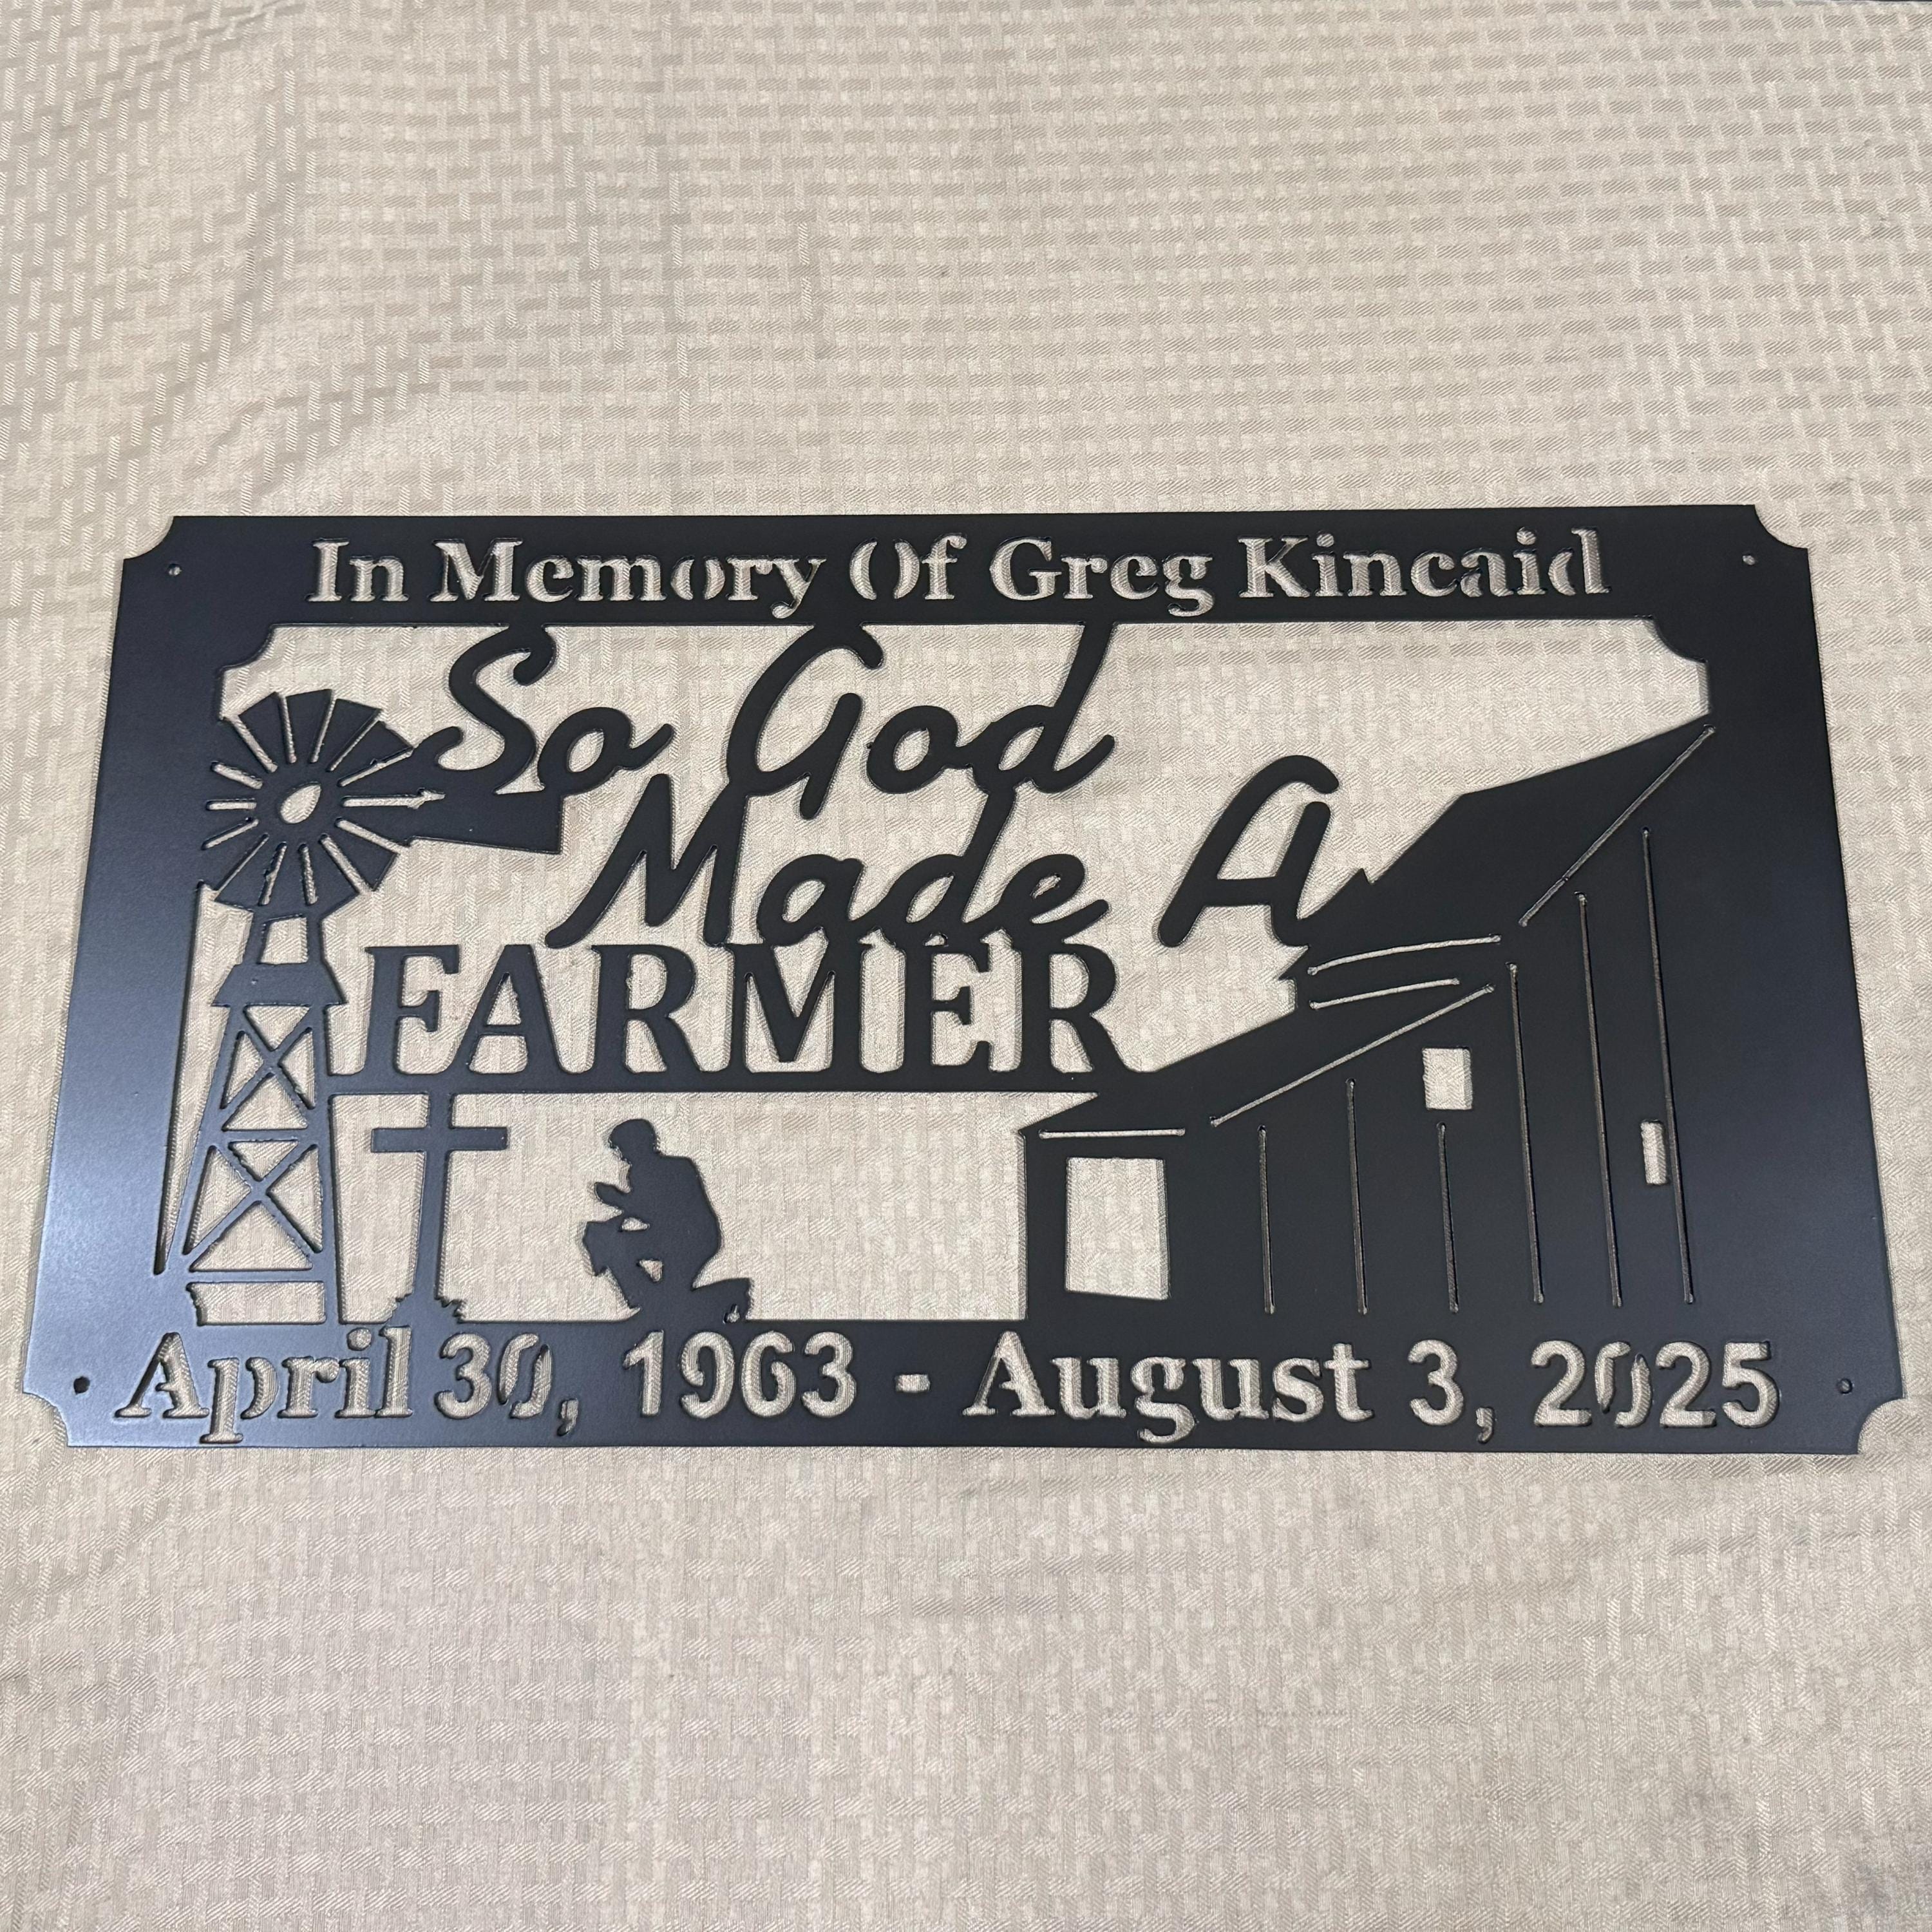 In Memory Of Greg Kincaid
So God
Made A
FARMER
April 30, 1963 - August 3, 2025